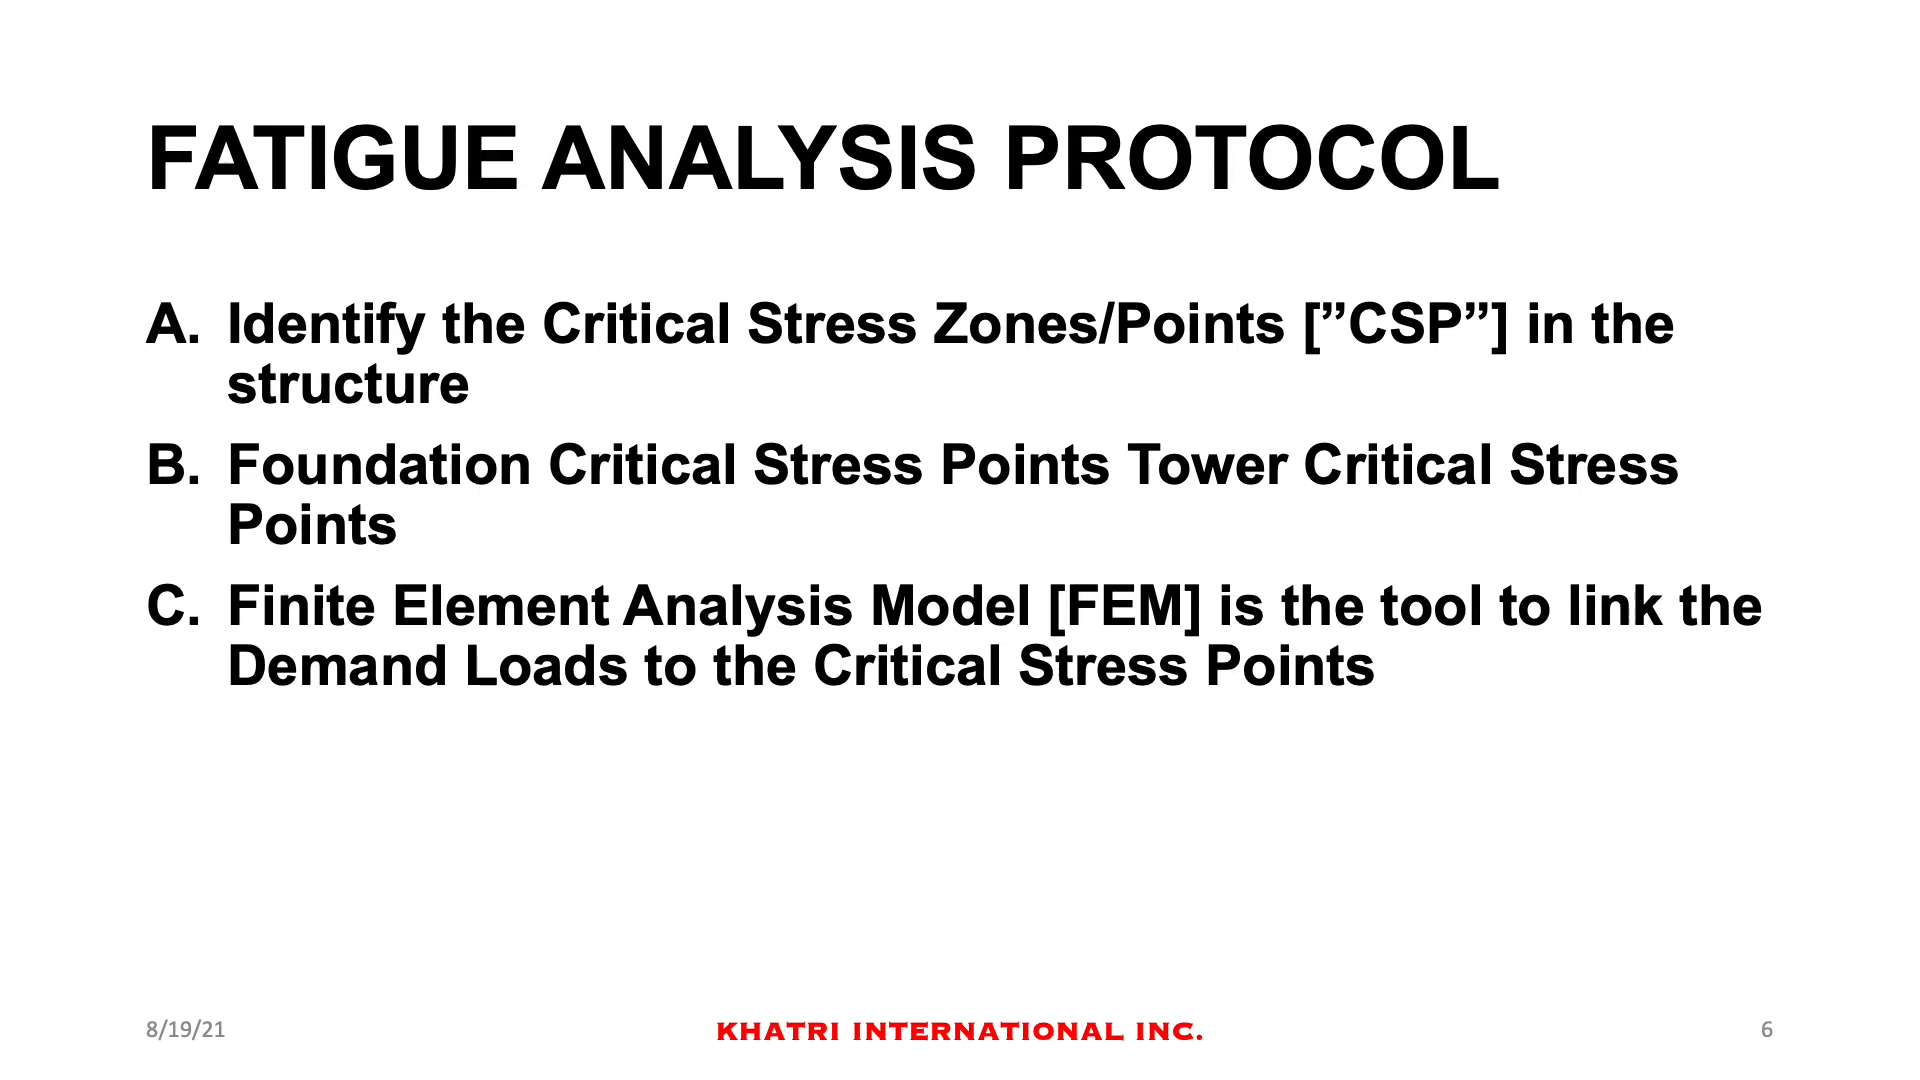 FATIGUE ANALYSIS PROTOCOL
A. Identify the Critical Stress Zones/Points [”CSP”] in the
structure
B. Foundation Critical Stress Points Tower Critical Stress
Points
C. Finite Element Analysis Model [FEM] is the tool to link the
Demand Loads to the Critical Stress Points
8/19/21
KHATRI INTERNATIONAL INC.
6